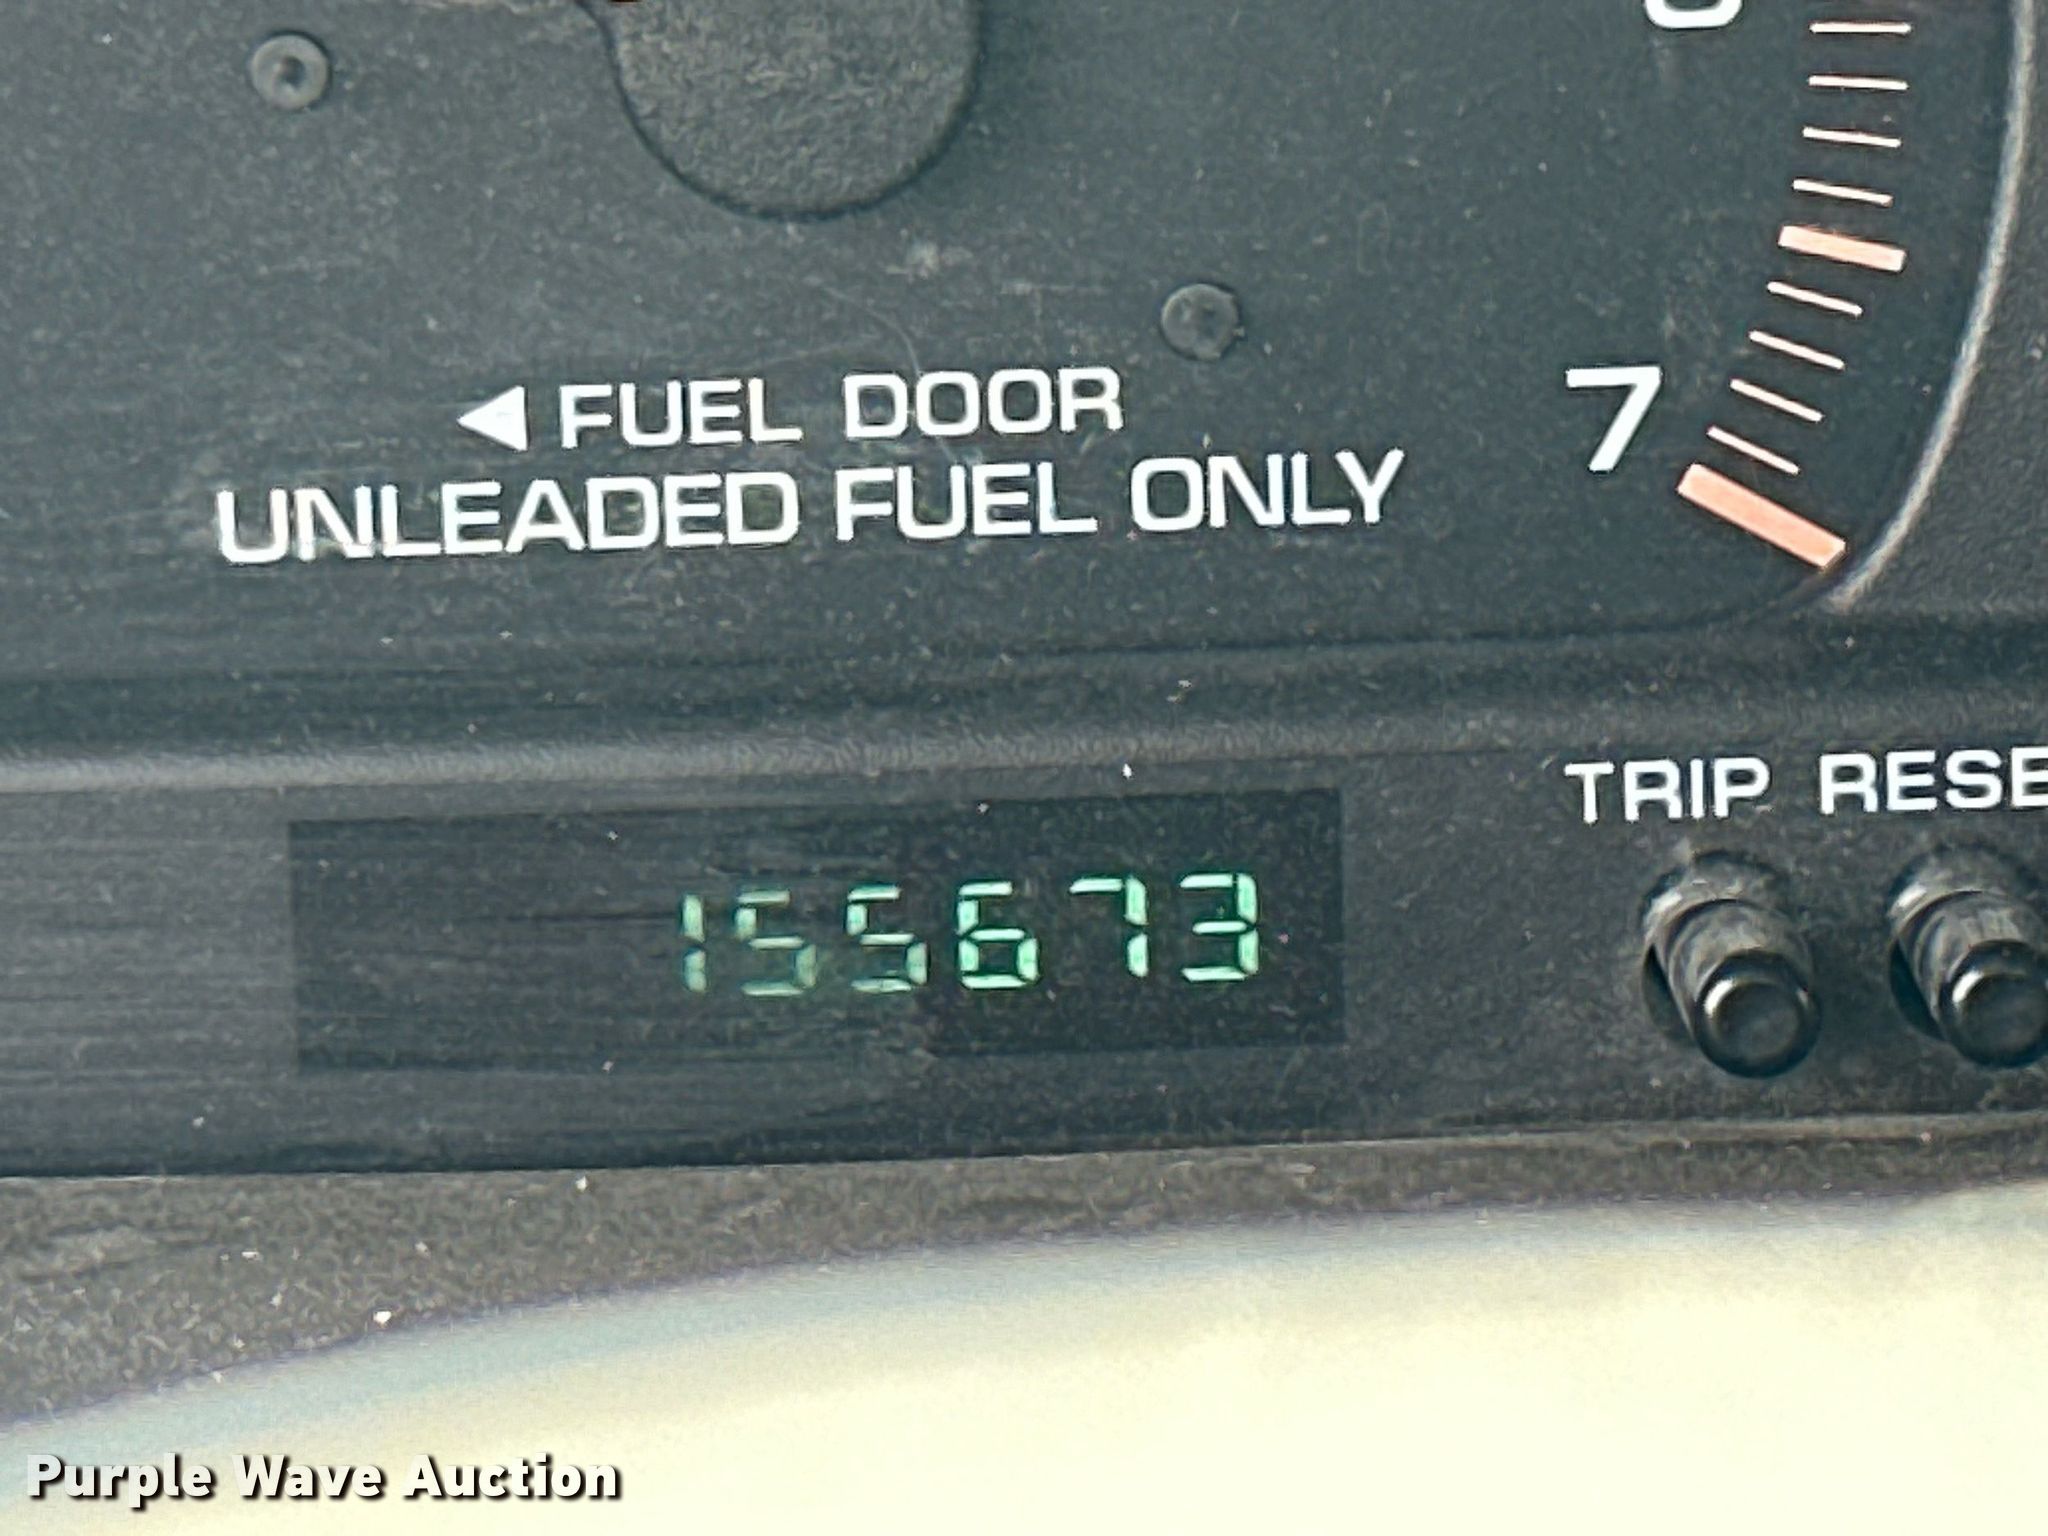 ◀ FUEL DOOR
UNLEADED FUEL ONLY
7
TRIP RESE
155673
Purple Wave Auction